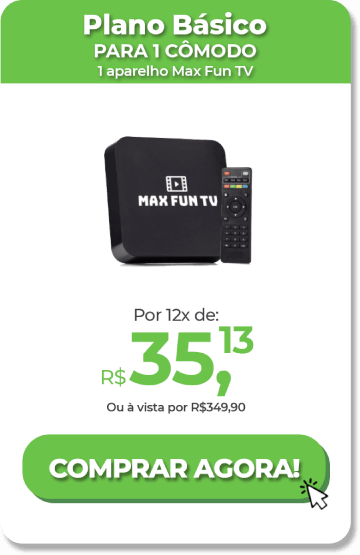 Plano Básico
PARA 1 CÔMODO
1 aparelho Max Fun TV
MAX FUN TV
Por 12x de:
R$35,13
Ou à vista por R$349,90
COMPRAR AGORA!